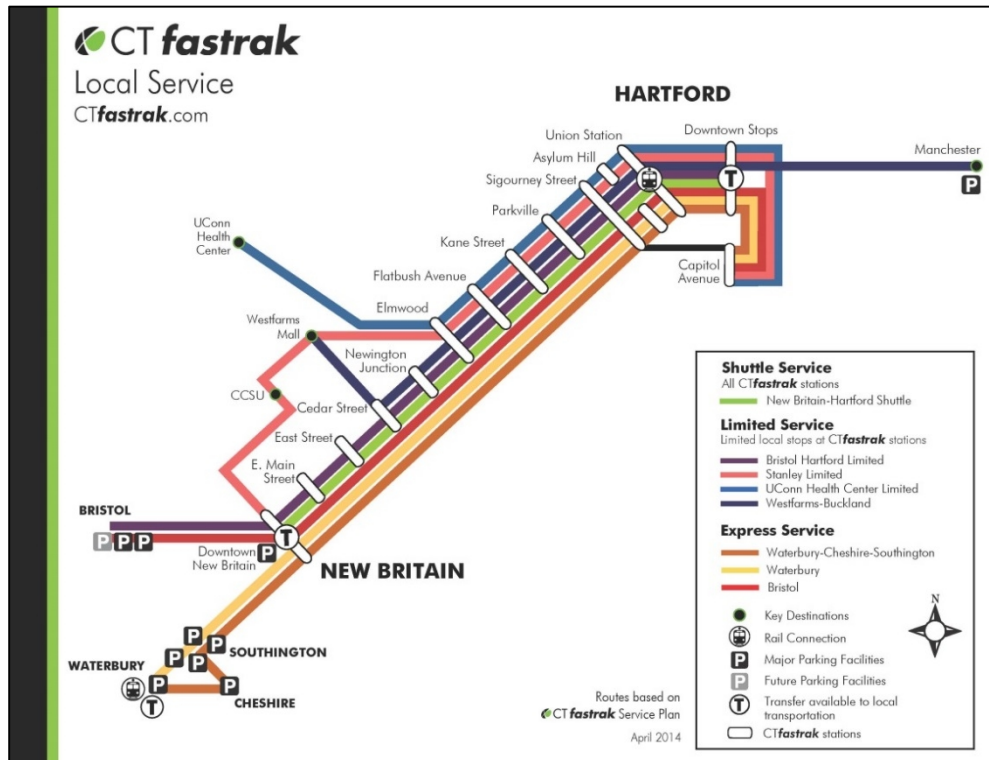 CT fastrak
Local Service
CTfastrak.com
HARTFORD
Union Station
Downtown Stops
Asylum Hill
Manchester
Sigourney Street
P
T
Parkville
UConn
Health
Center
Kane Street
Flatbush Avenue
Capitol
Avenue
Elmwood
Westfarms
Mall
Newington
Junction
CCSU
Cedar Street
East Street
E. Main
Street
BRISTOL
P P P
T
Downtown
New Britain
P
NEW BRITAIN
P
P
P
P
SOUTHINGTON
WATERBURY
P
P
T
CHESHIRE
Shuttle Service
All CTfastrak stations
New Britain-Hartford Shuttle
Limited Service
Limited local stops at CTfastrak stations
Bristol Hartford Limited
Stanley Limited
UConn Health Center Limited
Westfarms-Buckland
Express Service
Waterbury-Cheshire-Southington
Waterbury
Bristol
N
Key Destinations
Rail Connection
P Major Parking Facilities
P Future Parking Facilities
T Transfer available to local
transportation
CTfastrak stations
Routes based on
CT fastrak Service Plan
April 2014